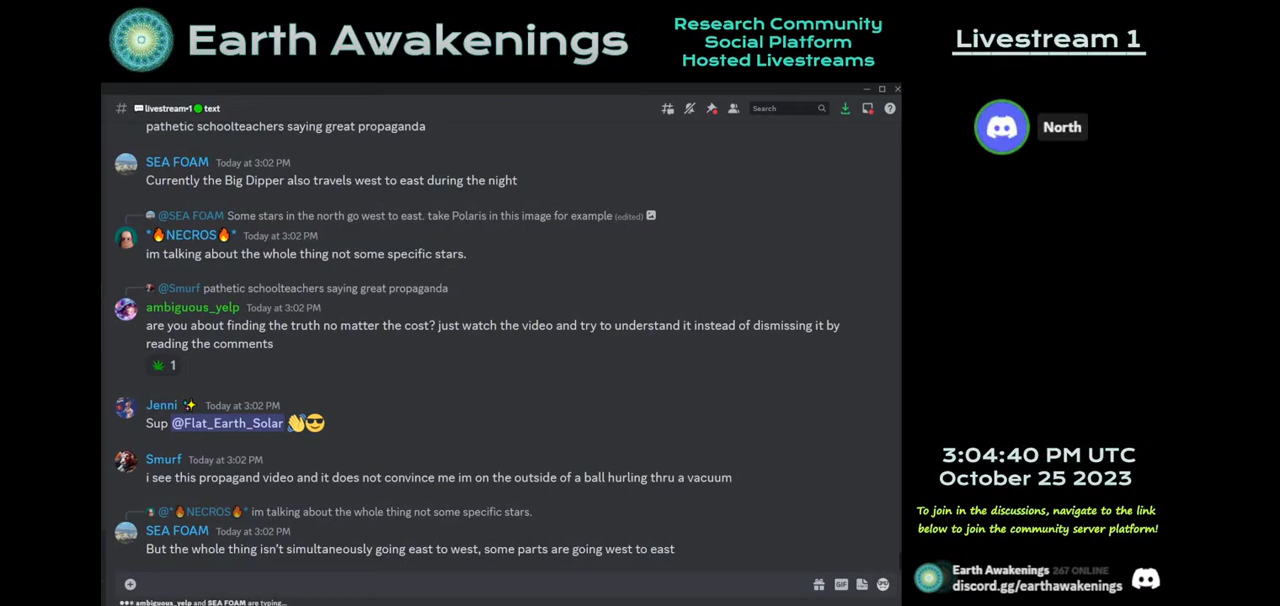 Earth Awakenings
Research Community
Social Platform
Hosted Livestreams
Livestream 1
North
# livestream•1 text
Search
pathetic schoolteachers saying great propaganda
SEA FOAM Today at 3:02 PM
Currently the Big Dipper also travels west to east during the night
@SEA FOAM Some stars in the north go west to east. take Polaris in this image for example (edited)
*🔥NECROS🔥* Today at 3:02 PM
im talking about the whole thing not some specific stars.
@Smurf pathetic schoolteachers saying great propaganda
ambiguous_yelp Today at 3:02 PM
are you about finding the truth no matter the cost? just watch the video and try to understand it instead of dismissing it by
reading the comments
1
Jenni ✨ Today at 3:02 PM
Sup @Flat_Earth_Solar 👋😎
Smurf Today at 3:02 PM
i see this propagand video and it does not convince me im on the outside of a ball hurling thru a vacuum
@*🔥NECROS🔥* im talking about the whole thing not some specific stars.
SEA FOAM Today at 3:02 PM
But the whole thing isn't simultaneously going east to west, some parts are going west to east
GIF
ambiguous_yelp and SEA FOAM are typing...
3:04:40 PM UTC
October 25 2023
To join in the discussions, navigate to the link
below to join the community server platform!
Earth Awakenings 267 ONLINE
discord.gg/earthawakenings